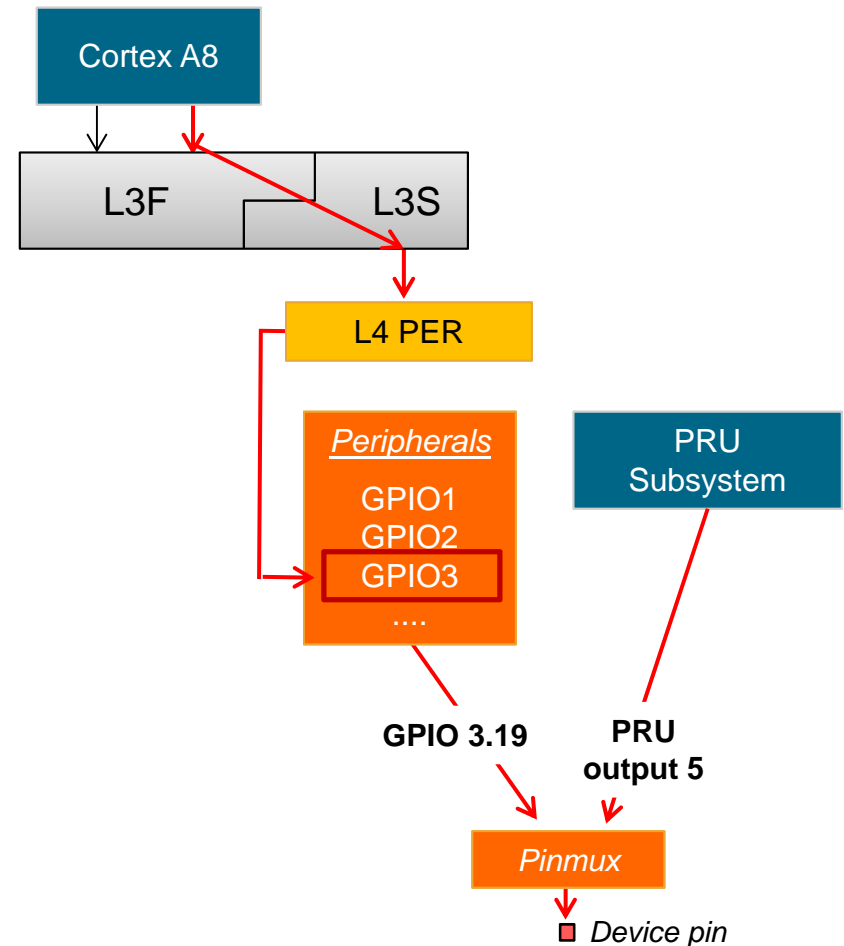 Cortex A8
L3F
L3S
L4 PER
Peripherals
GPIO1
GPIO2
GPIO3
....
PRU
Subsystem
GPIO 3.19
PRU
output 5
Pinmux
Device pin